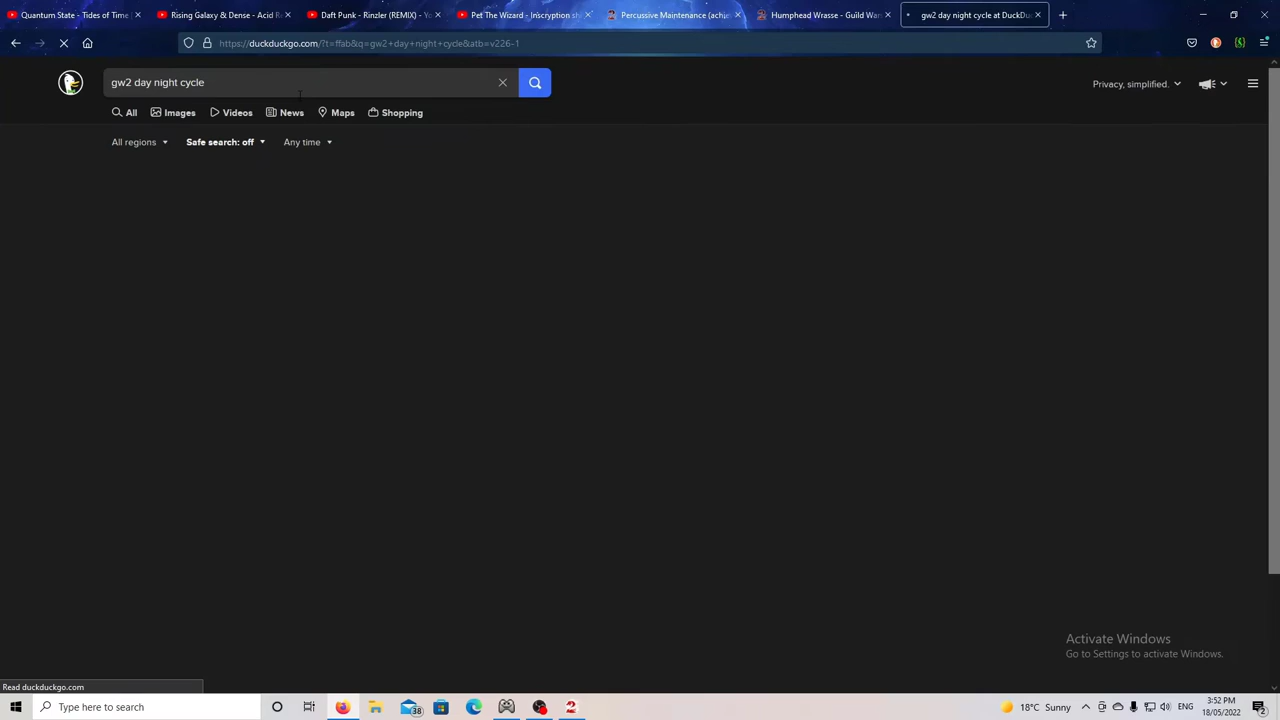 Quantum State - Tides of Time
Rising Galaxy & Dense - Acid R
Daft Punk - Rinzler (REMIX) - Yo
Pet The Wizard - Inscryption sh
Percussive Maintenance (achie
Humphead Wrasse - Guild War
gw2 day night cycle at DuckDu
https://duckduckgo.com/?t=ffab&q=gw2+day+night+cycle&atb=v226-1
gw2 day night cycle
Privacy, simplified.
All
Images
Videos
News
Maps
Shopping
All regions
Safe search: off
Any time
Activate Windows
Go to Settings to activate Windows.
Read duckduckgo.com
Type here to search
38
2
18°C Sunny
ENG
3:52 PM
18/05/2022
2